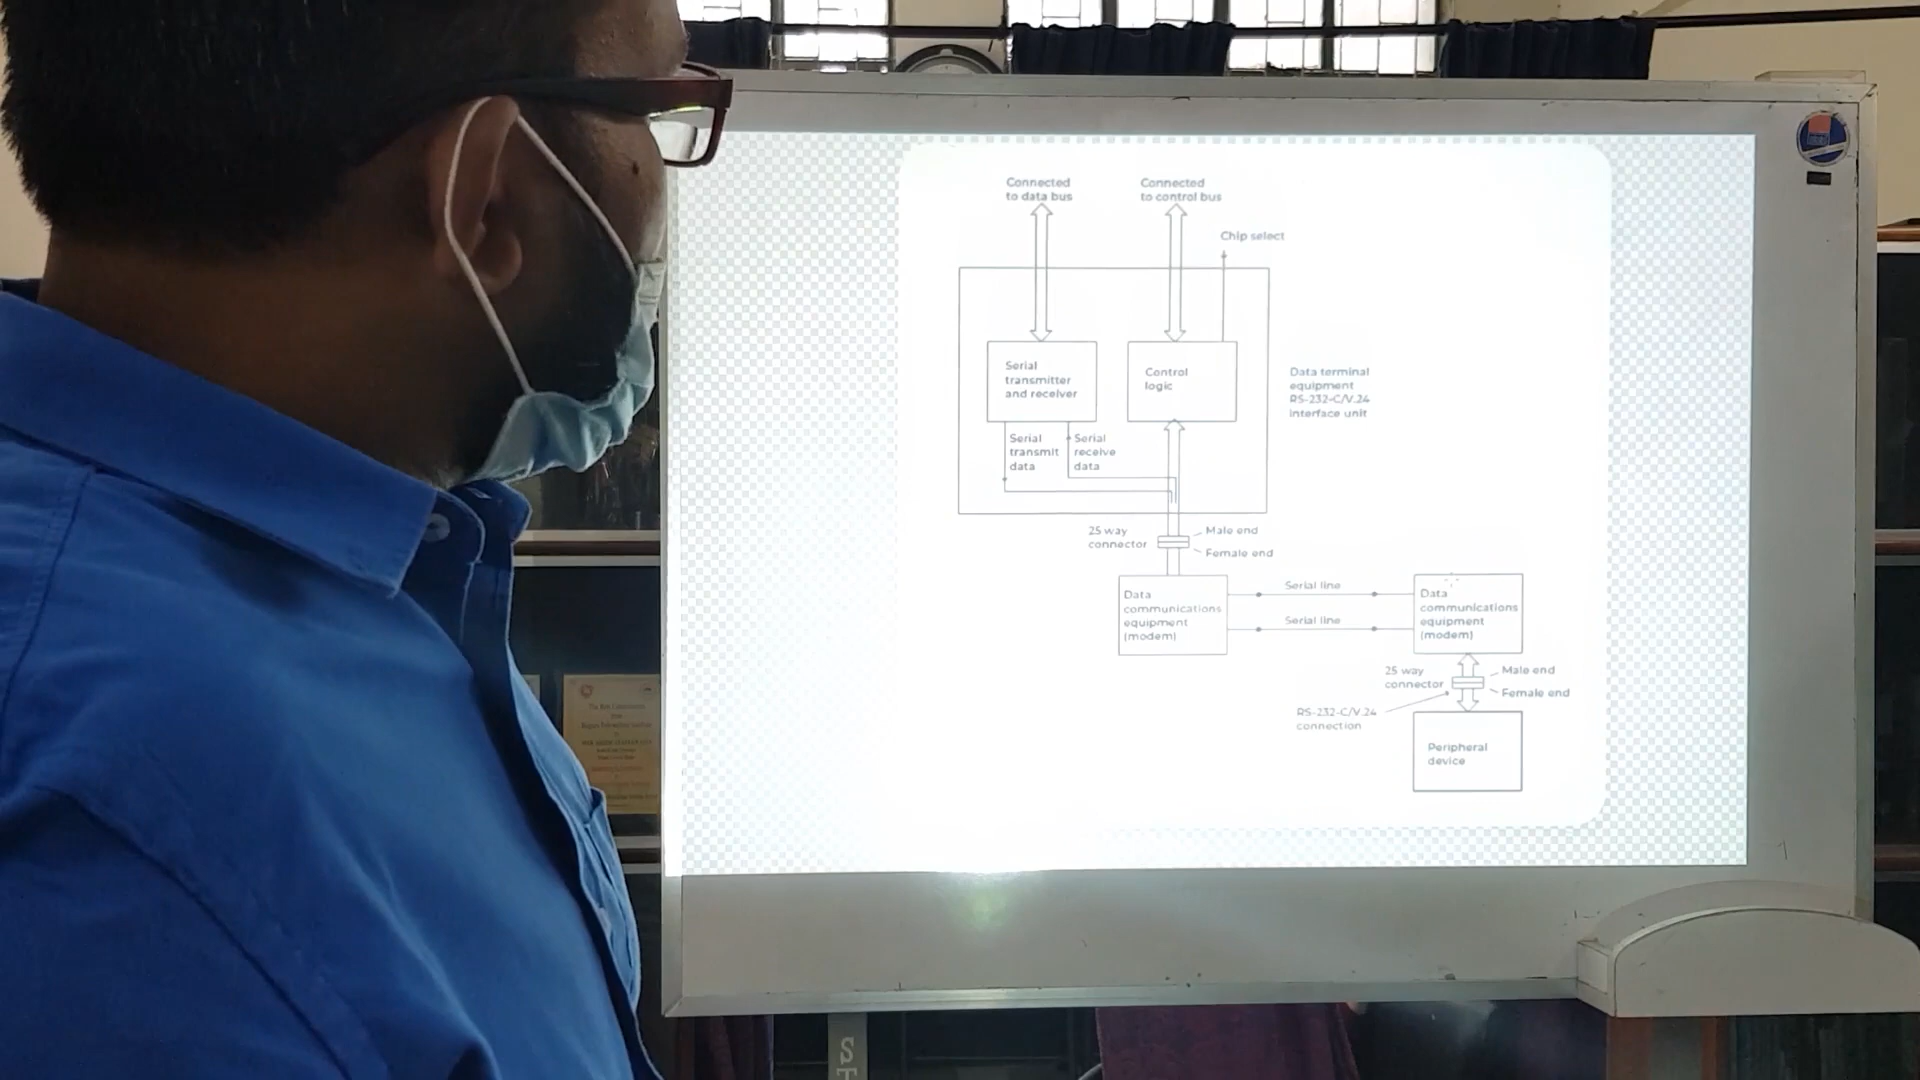 Connected
to data bus
Connected
to control bus
Chip select
Serial
transmitter
and receiver
Control
logic
Data terminal
equipment
RS-232-C/V.24
interface unit
Serial
transmit
data
Serial
receive
data
25 way
connector
Male end
Female end
Data
communications
equipment
(modem)
Serial line
Serial line
Data
communications
equipment
(modem)
25 way
connector
Male end
Female end
RS-232-C/V.24
connection
Peripheral
device
S